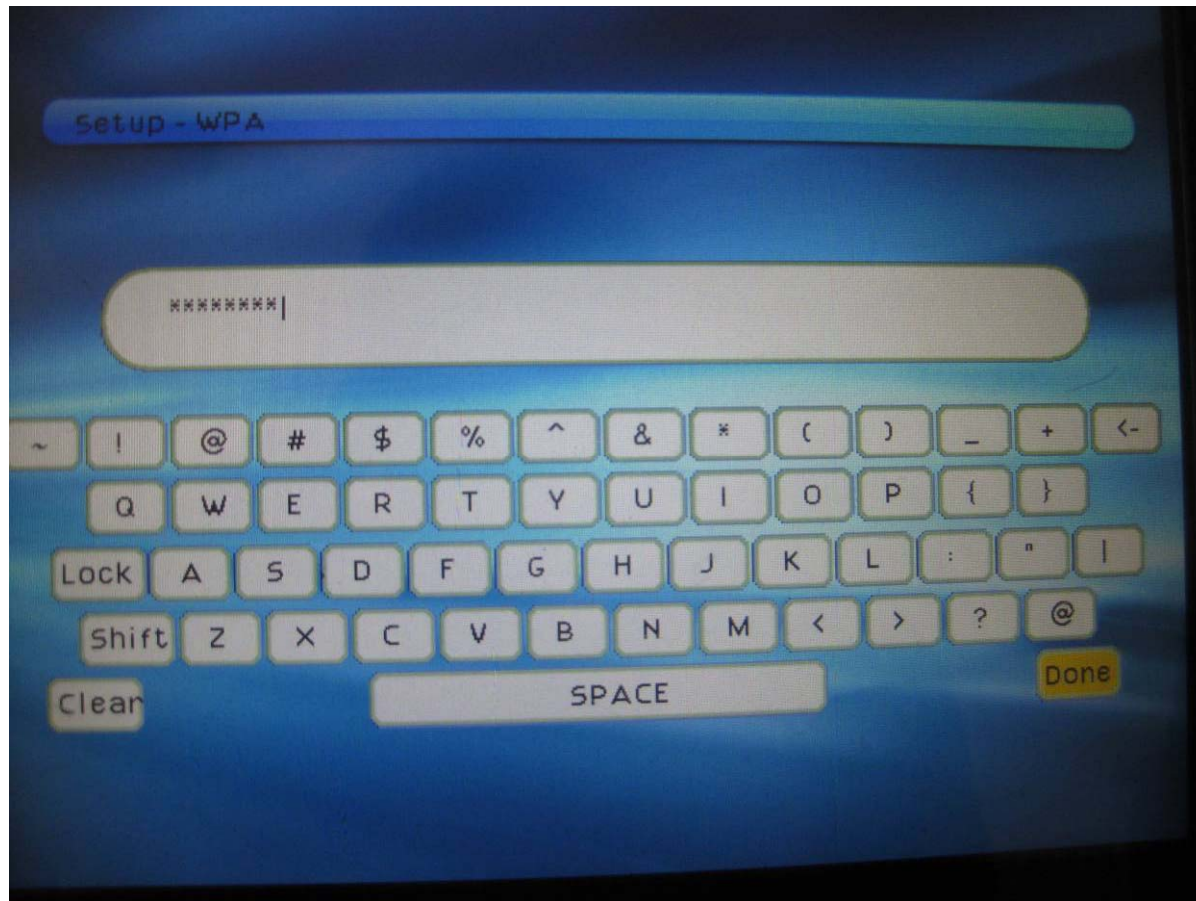 Setup - WPA
********
~ ! @ # $ % ^ & * ( ) _ + <-
Q W E R T Y U I O P { }
Lock A S D F G H J K L : " |
Shift Z X C V B N M < > ? @
Clear SPACE Done